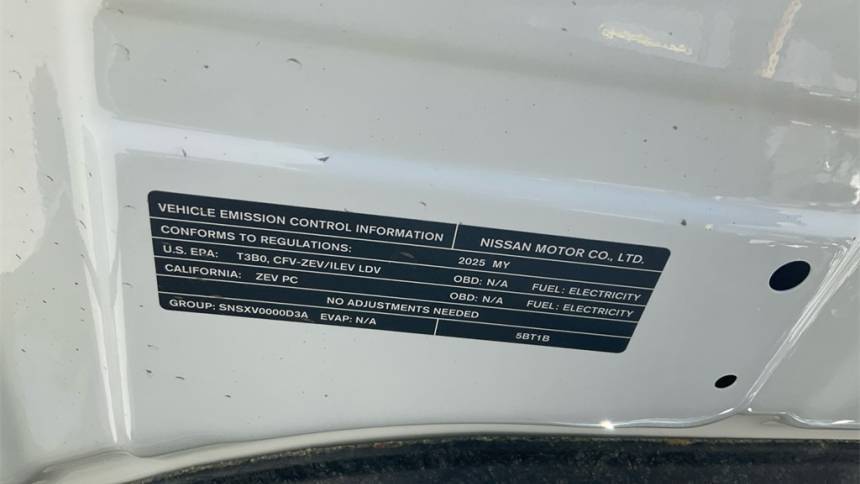 VEHICLE EMISSION CONTROL INFORMATION NISSAN MOTOR CO., LTD.
CONFORMS TO REGULATIONS: 2025 MY
U.S. EPA: T3B0, CFV-ZEV/ILEV LDV OBD: N/A FUEL: ELECTRICITY
CALIFORNIA: ZEV PC OBD: N/A FUEL: ELECTRICITY
NO ADJUSTMENTS NEEDED
GROUP: SNSXV0000D3A EVAP: N/A 5BT1B